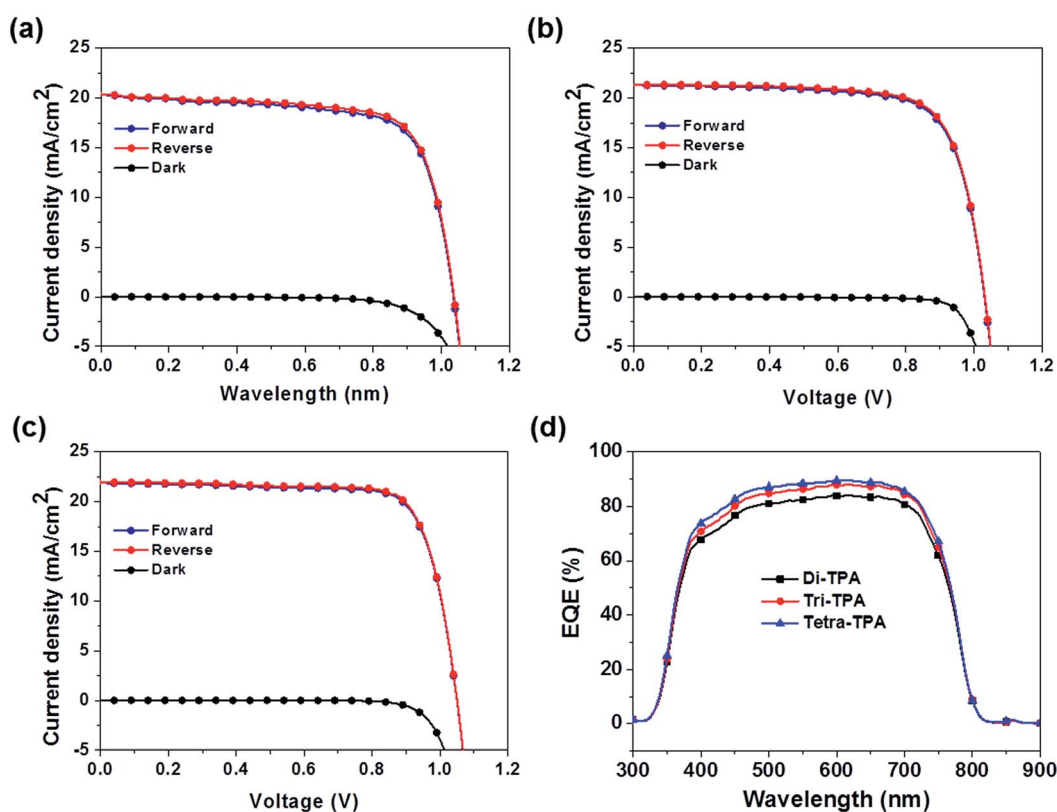 (a)
Current density (mA/cm²)
25
20
15
10
5
0
-5
Forward
Reverse
Dark
0.0 0.2 0.4 0.6 0.8 1.0 1.2
Wavelength (nm)
(b)
Current density (mA/cm²)
25
20
15
10
5
0
-5
Forward
Reverse
Dark
0.0 0.2 0.4 0.6 0.8 1.0 1.2
Voltage (V)
(c)
Current density (mA/cm²)
25
20
15
10
5
0
-5
Forward
Reverse
Dark
0.0 0.2 0.4 0.6 0.8 1.0 1.2
Voltage (V)
(d)
EQE (%)
100
80
60
40
20
0
Di-TPA
Tri-TPA
Tetra-TPA
300 400 500 600 700 800 900
Wavelength (nm)